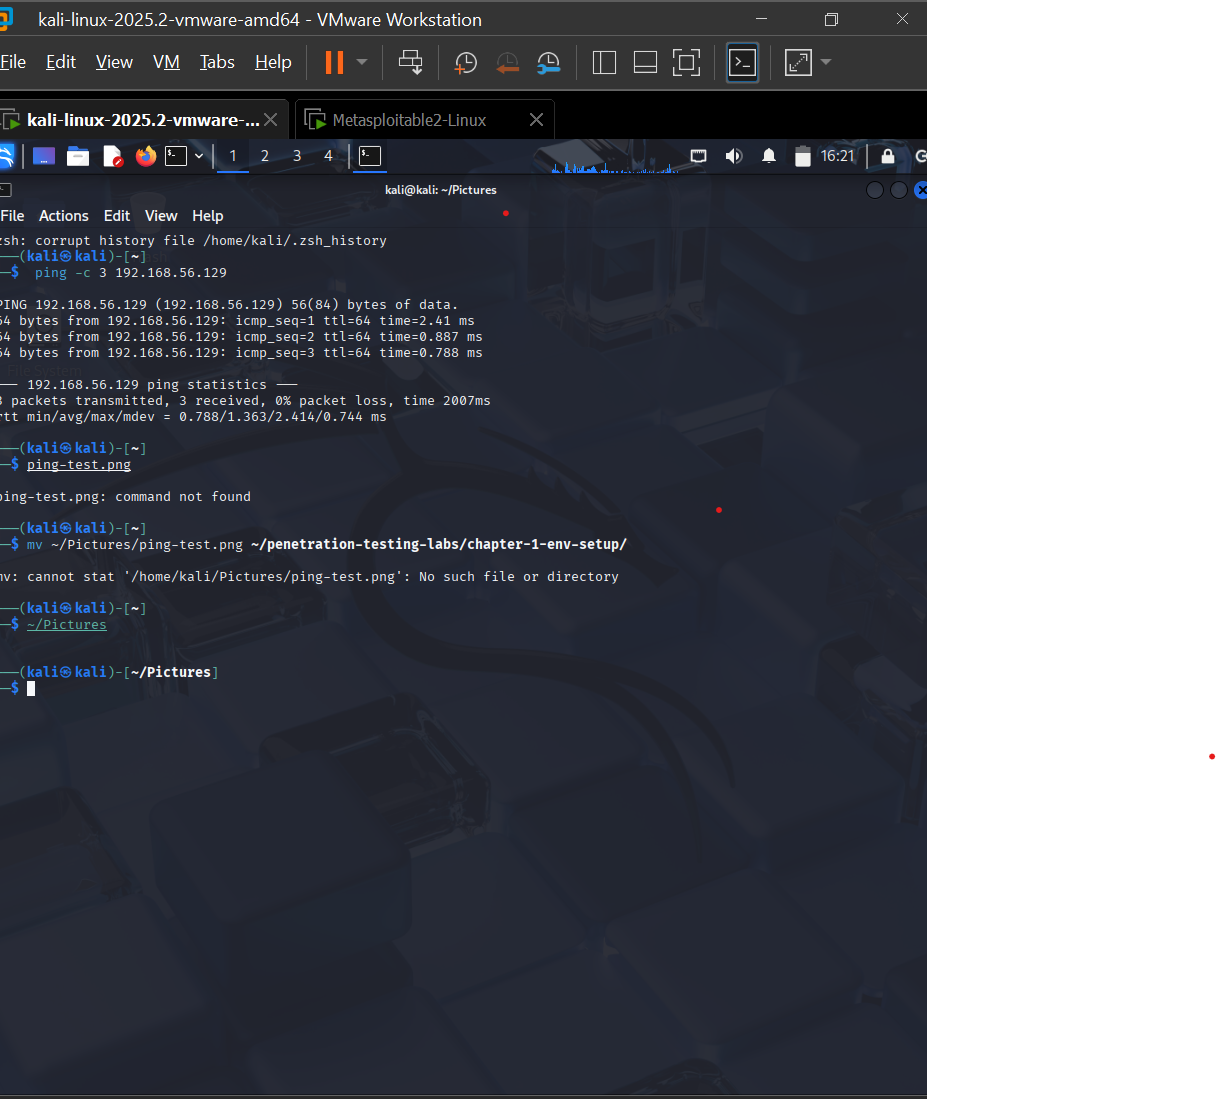 kali-linux-2025.2-vmware-amd64 - VMware Workstation
File Edit View VM Tabs Help
kali-linux-2025.2-vmware-... Metasploitable2-Linux
1 2 3 4 16:21
kali@kali: ~/Pictures
File Actions Edit View Help
zsh: corrupt history file /home/kali/.zsh_history
(kali㉿kali)-[~]
$ ping -c 3 192.168.56.129
PING 192.168.56.129 (192.168.56.129) 56(84) bytes of data.
64 bytes from 192.168.56.129: icmp_seq=1 ttl=64 time=2.41 ms
64 bytes from 192.168.56.129: icmp_seq=2 ttl=64 time=0.887 ms
64 bytes from 192.168.56.129: icmp_seq=3 ttl=64 time=0.788 ms
--- 192.168.56.129 ping statistics ---
3 packets transmitted, 3 received, 0% packet loss, time 2007ms
rtt min/avg/max/mdev = 0.788/1.363/2.414/0.744 ms
(kali㉿kali)-[~]
$ ping-test.png
ping-test.png: command not found
(kali㉿kali)-[~]
$ mv ~/Pictures/ping-test.png ~/penetration-testing-labs/chapter-1-env-setup/
mv: cannot stat '/home/kali/Pictures/ping-test.png': No such file or directory
(kali㉿kali)-[~]
$ ~/Pictures
(kali㉿kali)-[~/Pictures]
$